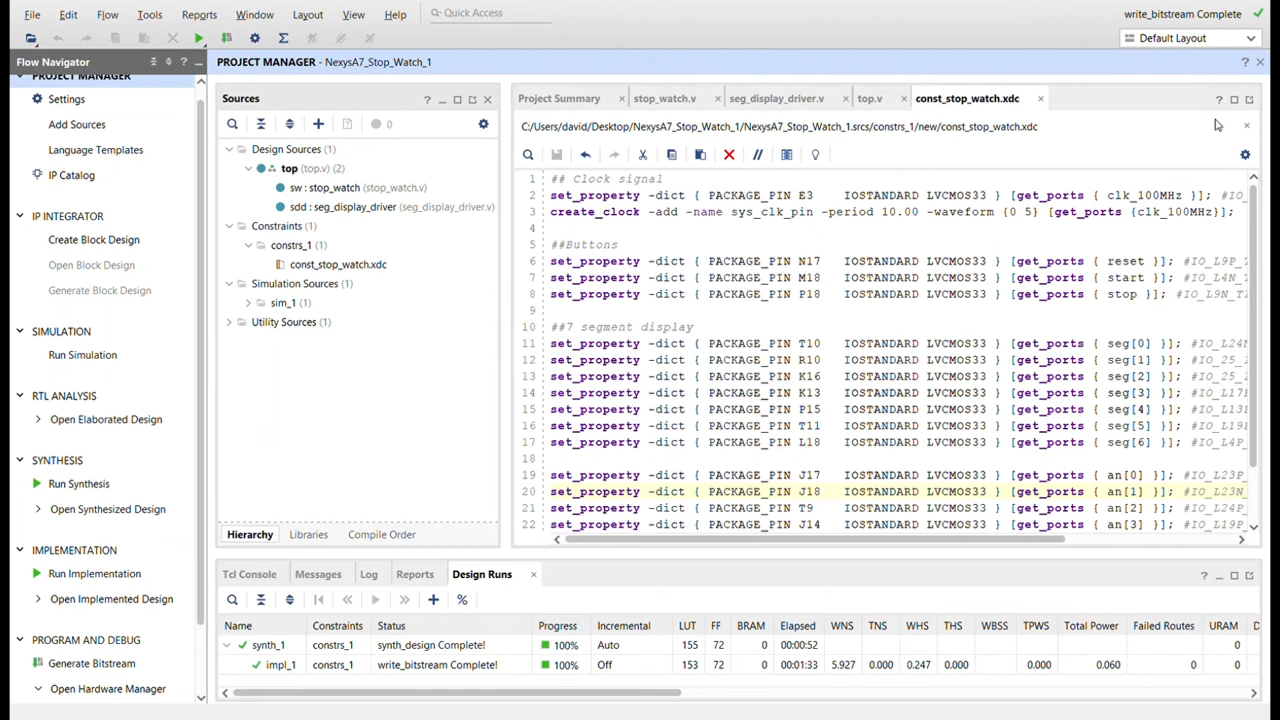 File Edit Flow Tools Reports Window Layout View Help Quick Access write_bitstream Complete
Default Layout
Flow Navigator
PROJECT MANAGER - NexysA7_Stop_Watch_1
PROJECT MANAGER
Settings
Add Sources
Language Templates
IP Catalog
IP INTEGRATOR
Create Block Design
Open Block Design
Generate Block Design
SIMULATION
Run Simulation
RTL ANALYSIS
Open Elaborated Design
SYNTHESIS
Run Synthesis
Open Synthesized Design
IMPLEMENTATION
Run Implementation
Open Implemented Design
PROGRAM AND DEBUG
Generate Bitstream
Open Hardware Manager
Sources
0
Design Sources (1)
top (top.v) (2)
sw : stop_watch (stop_watch.v)
sdd : seg_display_driver (seg_display_driver.v)
Constraints (1)
constrs_1 (1)
const_stop_watch.xdc
Simulation Sources (1)
sim_1 (1)
Utility Sources (1)
Hierarchy Libraries Compile Order
Project Summary stop_watch.v seg_display_driver.v top.v const_stop_watch.xdc
C:/Users/david/Desktop/NexysA7_Stop_Watch_1/NexysA7_Stop_Watch_1.srcs/constrs_1/new/const_stop_watch.xdc
1 ## Clock signal
2 set_property -dict { PACKAGE_PIN E3 IOSTANDARD LVCMOS33 } [get_ports { clk_100MHz }]; #IO_
3 create_clock -add -name sys_clk_pin -period 10.00 -waveform {0 5} [get_ports {clk_100MHz}];
4
5 ##Buttons
6 set_property -dict { PACKAGE_PIN N17 IOSTANDARD LVCMOS33 } [get_ports { reset }]; #IO_L9P_
7 set_property -dict { PACKAGE_PIN M18 IOSTANDARD LVCMOS33 } [get_ports { start }]; #IO_L4N_
8 set_property -dict { PACKAGE_PIN P18 IOSTANDARD LVCMOS33 } [get_ports { stop }]; #IO_L9N_
9
10 ##7 segment display
11 set_property -dict { PACKAGE_PIN T10 IOSTANDARD LVCMOS33 } [get_ports { seg[0] }]; #IO_L24N
12 set_property -dict { PACKAGE_PIN R10 IOSTANDARD LVCMOS33 } [get_ports { seg[1] }]; #IO_25_
13 set_property -dict { PACKAGE_PIN K16 IOSTANDARD LVCMOS33 } [get_ports { seg[2] }]; #IO_25_
14 set_property -dict { PACKAGE_PIN K13 IOSTANDARD LVCMOS33 } [get_ports { seg[3] }]; #IO_L17
15 set_property -dict { PACKAGE_PIN P15 IOSTANDARD LVCMOS33 } [get_ports { seg[4] }]; #IO_L13
16 set_property -dict { PACKAGE_PIN T11 IOSTANDARD LVCMOS33 } [get_ports { seg[5] }]; #IO_L19
17 set_property -dict { PACKAGE_PIN L18 IOSTANDARD LVCMOS33 } [get_ports { seg[6] }]; #IO_L4P_
18
19 set_property -dict { PACKAGE_PIN J17 IOSTANDARD LVCMOS33 } [get_ports { an[0] }]; #IO_L23P
20 set_property -dict { PACKAGE_PIN J18 IOSTANDARD LVCMOS33 } [get_ports { an[1] }]; #IO_L23N
21 set_property -dict { PACKAGE_PIN T9 IOSTANDARD LVCMOS33 } [get_ports { an[2] }]; #IO_L24P
22 set_property -dict { PACKAGE_PIN J14 IOSTANDARD LVCMOS33 } [get_ports { an[3] }]; #IO_L19P
Tcl Console Messages Log Reports Design Runs
Name Constraints Status Progress Incremental LUT FF BRAM Elapsed WNS TNS WHS THS WBSS TPWS Total Power Failed Routes URAM
synth_1 constrs_1 synth_design Complete! 100% Auto 155 72 0 00:00:52 0
impl_1 constrs_1 write_bitstream Complete! 100% Off 153 72 0 00:01:33 5.927 0.000 0.247 0.000 0.000 0.060 0 0